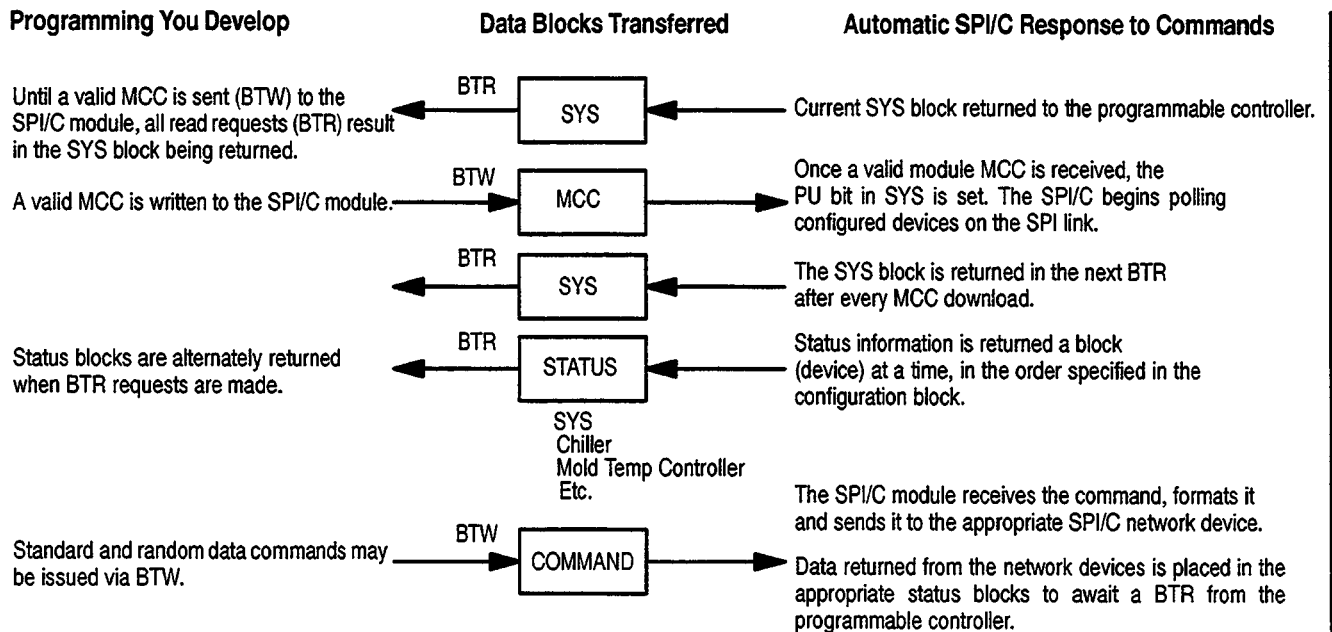 Programming You Develop
Data Blocks Transferred
Automatic SPI/C Response to Commands
Until a valid MCC is sent (BTW) to the
SPI/C module, all read requests (BTR) result
in the SYS block being returned.
BTR
SYS
Current SYS block returned to the programmable controller.
A valid MCC is written to the SPI/C module.
BTW
MCC
Once a valid module MCC is received, the
PU bit in SYS is set. The SPI/C begins polling
configured devices on the SPI link.
BTR
SYS
The SYS block is returned in the next BTR
after every MCC download.
Status blocks are alternately returned
when BTR requests are made.
BTR
STATUS
SYS
Chiller
Mold Temp Controller
Etc.
Status information is returned a block
(device) at a time, in the order specified in the
configuration block.
Standard and random data commands may
be issued via BTW.
BTW
COMMAND
The SPI/C module receives the command, formats it
and sends it to the appropriate SPI/C network device.
Data returned from the network devices is placed in the
appropriate status blocks to await a BTR from the
programmable controller.